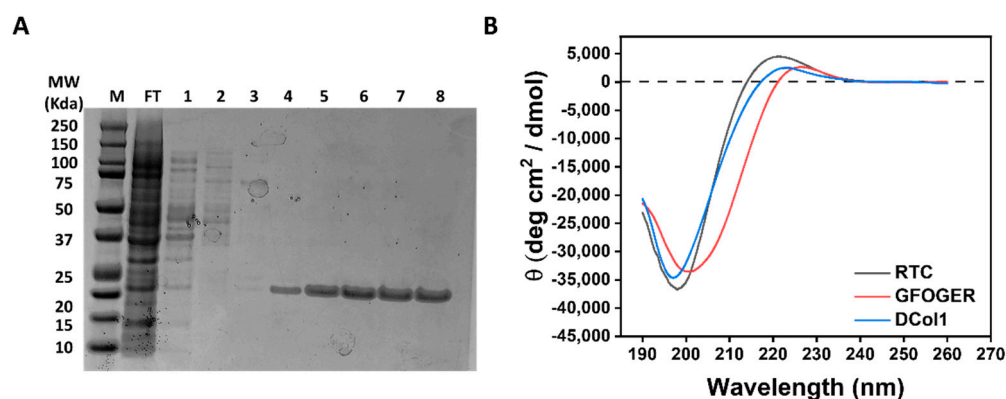 A
MW
(Kda)
M FT 1 2 3 4 5 6 7 8
250
150
100
75
50
37
25
20
15
10
B
θ (deg cm² / dmol)
5,000
0
-5,000
-10,000
-15,000
-20,000
-25,000
-30,000
-35,000
-40,000
-45,000
RTC
GFOGER
DCol1
190 200 210 220 230 240 250 260 270
Wavelength (nm)